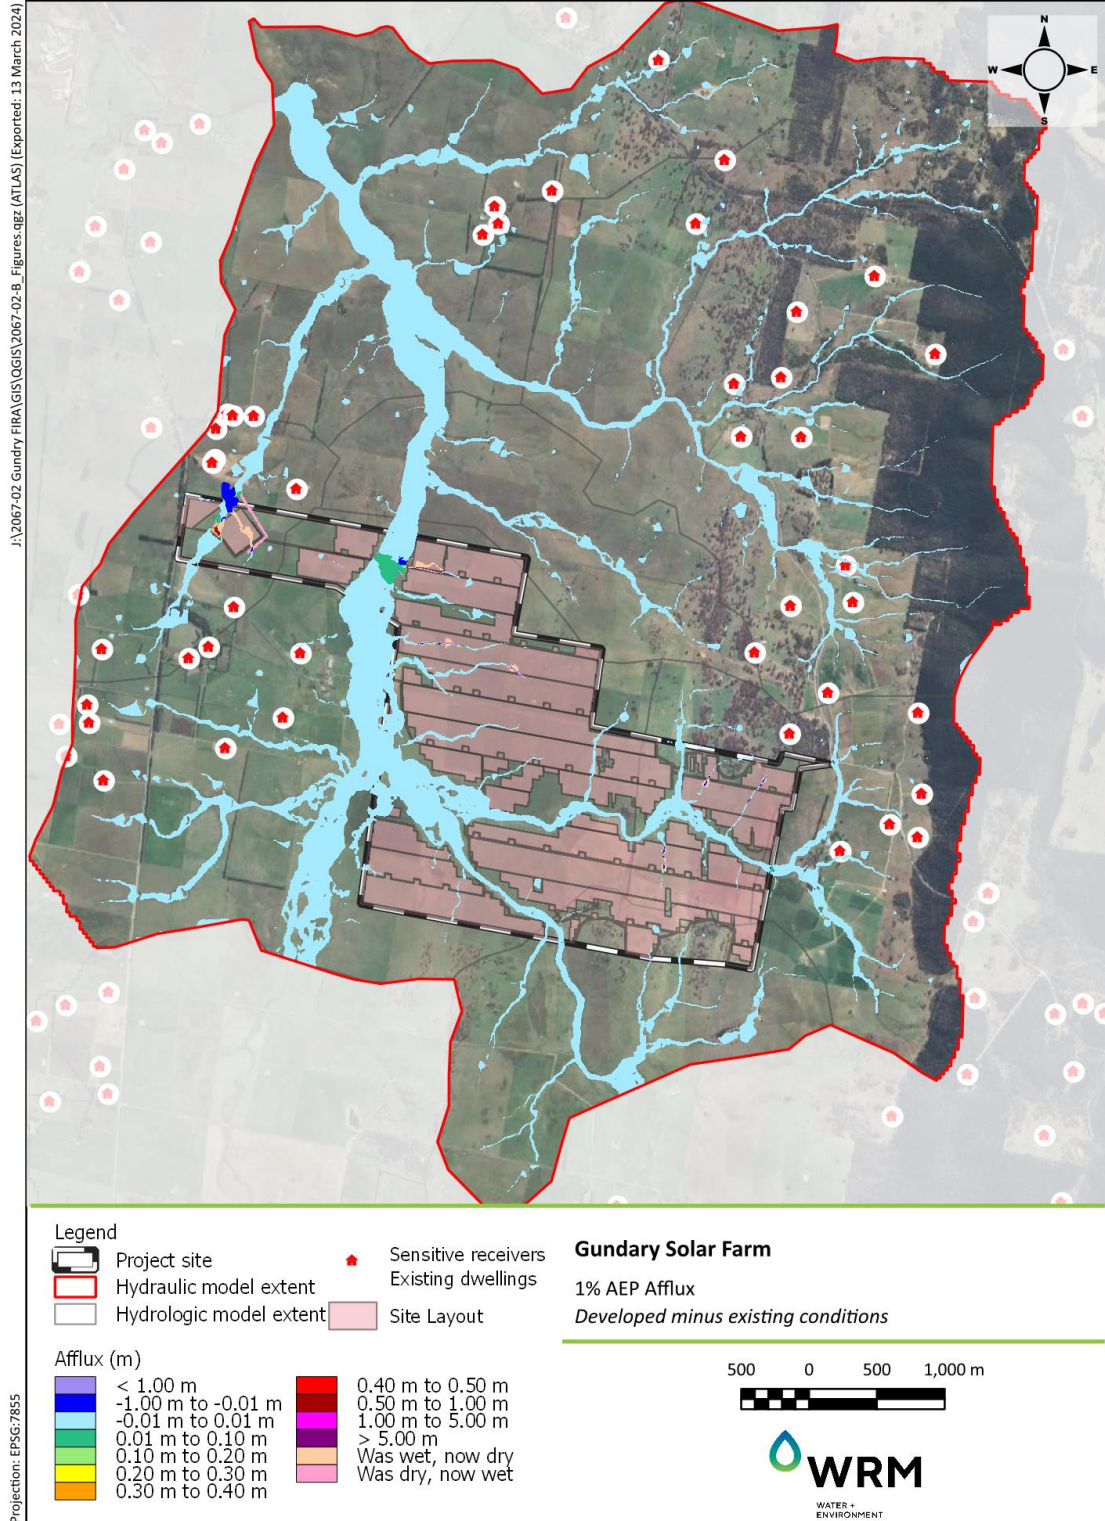 J:\2067-02 Gundry FIRA\GIS\QGIS\2067-02-B_Figures.qgz (ATLAS) (Exported: 13 March 2024)
Projection: EPSG:7855
N
W
E
S
Legend
Project site
Hydraulic model extent
Hydrologic model extent
Sensitive receivers
Existing dwellings
Site Layout
Afflux (m)
< 1.00 m
-1.00 m to -0.01 m
-0.01 m to 0.01 m
0.01 m to 0.10 m
0.10 m to 0.20 m
0.20 m to 0.30 m
0.30 m to 0.40 m
0.40 m to 0.50 m
0.50 m to 1.00 m
1.00 m to 5.00 m
> 5.00 m
Was wet, now dry
Was dry, now wet
Gundary Solar Farm
1% AEP Afflux
Developed minus existing conditions
500 0 500 1,000 m
WRM
WATER +
ENVIRONMENT